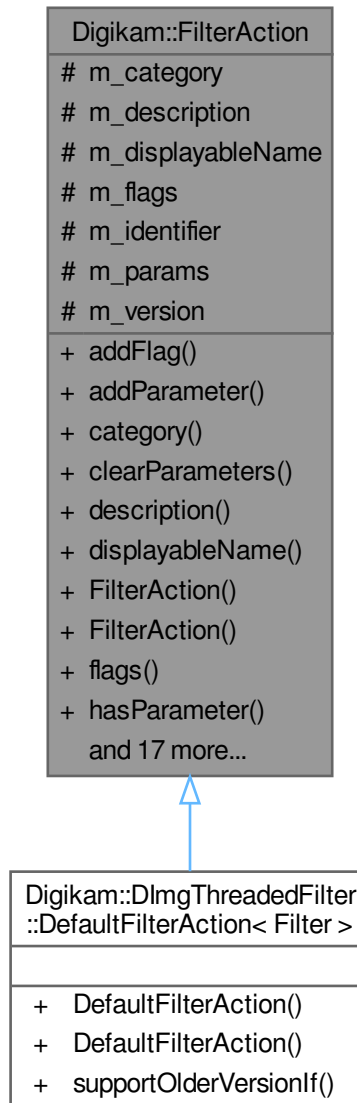 Digikam::FilterAction
# m_category
# m_description
# m_displayableName
# m_flags
# m_identifier
# m_params
# m_version
+ addFlag()
+ addParameter()
+ category()
+ clearParameters()
+ description()
+ displayableName()
+ FilterAction()
+ FilterAction()
+ flags()
+ hasParameter()
and 17 more...
Digikam::DImgThreadedFilter
::DefaultFilterAction< Filter >
+ DefaultFilterAction()
+ DefaultFilterAction()
+ supportOlderVersionIf()